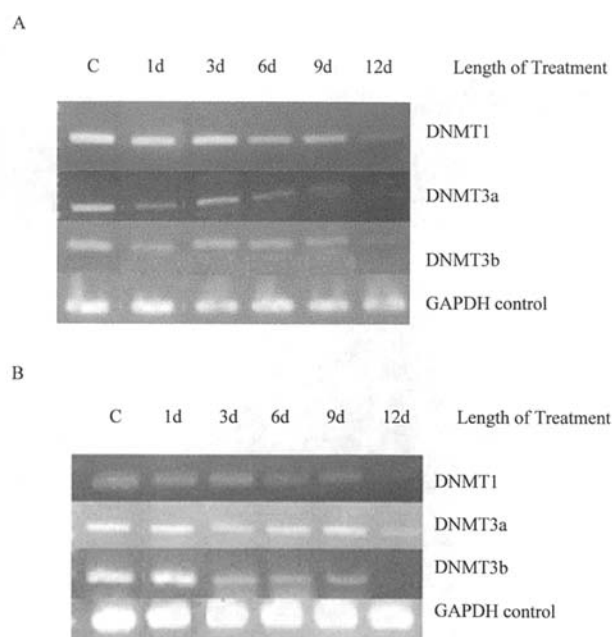 A
C 1d 3d 6d 9d 12d Length of Treatment
DNMT1
DNMT3a
DNMT3b
GAPDH control
B
C 1d 3d 6d 9d 12d Length of Treatment
DNMT1
DNMT3a
DNMT3b
GAPDH control